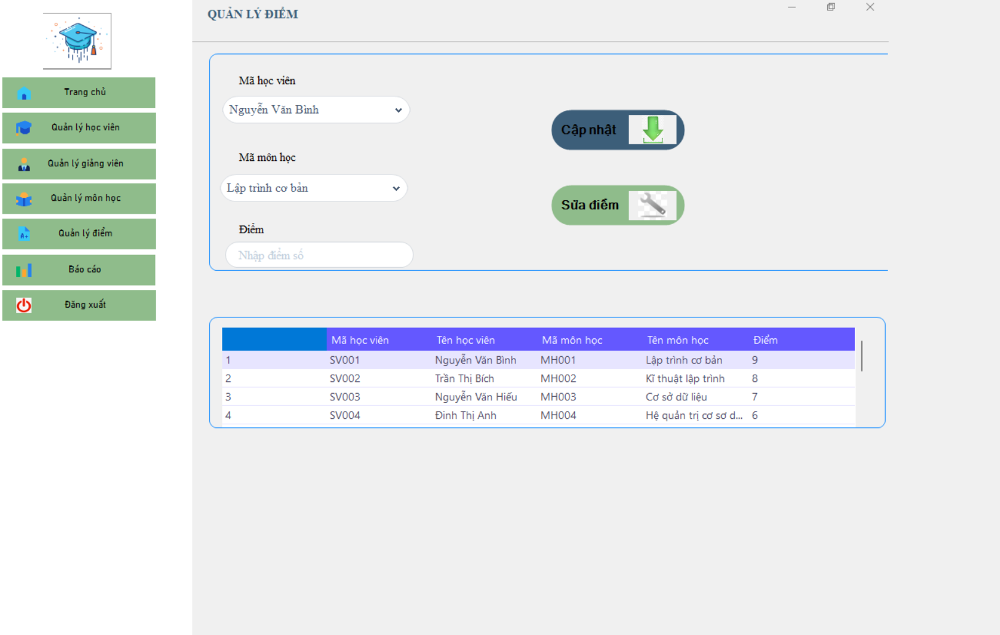 QUẢN LÝ ĐIỂM
Trang chủ
Quản lý học viên
Quản lý giảng viên
Quản lý môn học
Quản lý điểm
Báo cáo
Đăng xuất
Mã học viên
Nguyễn Văn Bình
Mã môn học
Lập trình cơ bản
Điểm
Nhập điểm số
Cập nhật
Sửa điểm
Mã học viên Tên học viên Mã môn học Tên môn học Điểm
1 SV001 Nguyễn Văn Bình MH001 Lập trình cơ bản 9
2 SV002 Trần Thị Bích MH002 Kĩ thuật lập trình 8
3 SV003 Nguyễn Văn Hiếu MH003 Cơ sở dữ liệu 7
4 SV004 Đinh Thị Anh MH004 Hệ quản trị cơ sơ d... 6